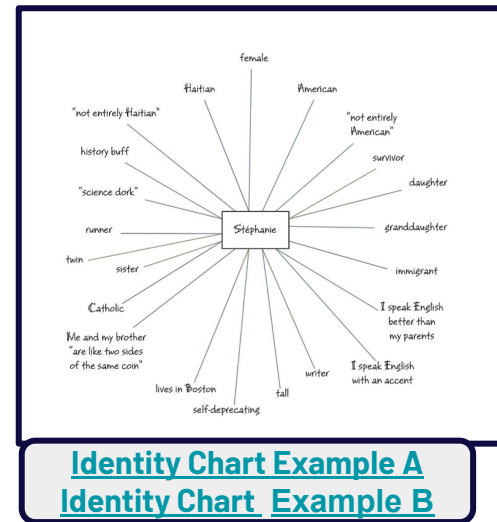 female
Haitian
American
"not entirely Haitian"
"not entirely
American"
history buff
survivor
"science dork"
daughter
runner
Stéphanie
granddaughter
twin
sister
immigrant
Catholic
I speak English
better than
my parents
Me and my brother
"are like two sides
of the same coin"
I speak English
with an accent
lives in Boston
self-deprecating
tall
writer
Identity Chart Example A
Identity Chart Example B